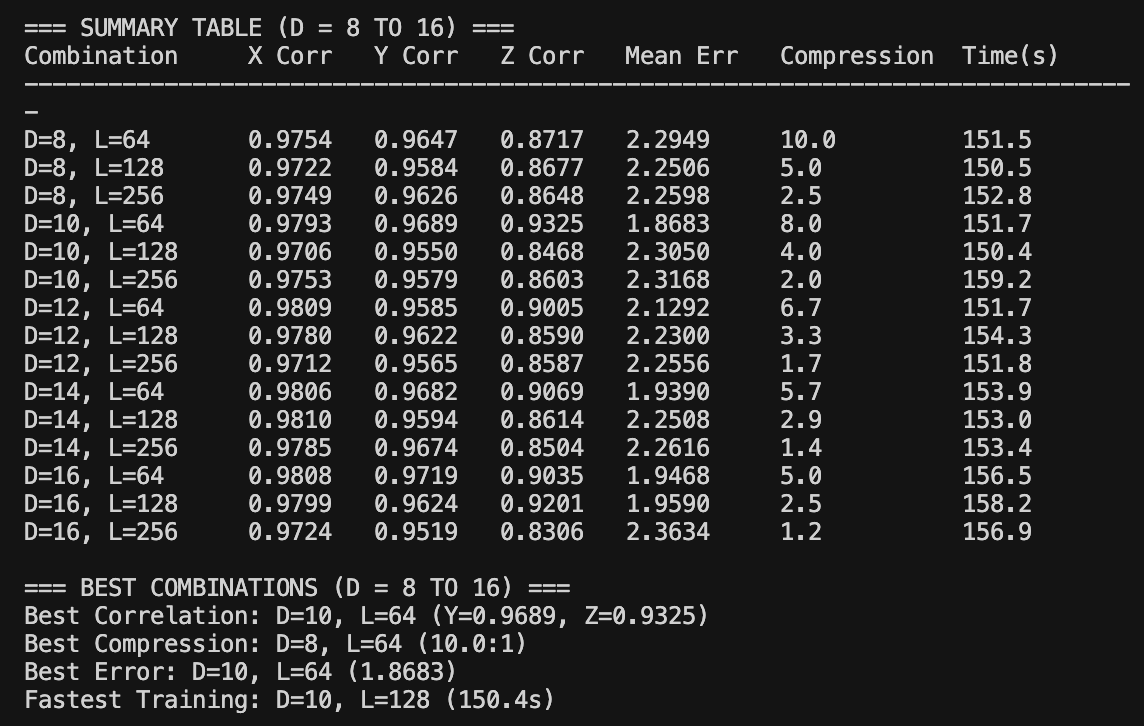 === SUMMARY TABLE (D = 8 TO 16) ===
Combination     X Corr   Y Corr   Z Corr   Mean Err   Compression  Time(s)
-------------------------------------------------------------------------------
-
D=8, L=64       0.9754   0.9647   0.8717   2.2949     10.0         151.5
D=8, L=128      0.9722   0.9584   0.8677   2.2506     5.0          150.5
D=8, L=256      0.9749   0.9626   0.8648   2.2598     2.5          152.8
D=10, L=64      0.9793   0.9689   0.9325   1.8683     8.0          151.7
D=10, L=128     0.9706   0.9550   0.8468   2.3050     4.0          150.4
D=10, L=256     0.9753   0.9579   0.8603   2.3168     2.0          159.2
D=12, L=64      0.9809   0.9585   0.9005   2.1292     6.7          151.7
D=12, L=128     0.9780   0.9622   0.8590   2.2300     3.3          154.3
D=12, L=256     0.9712   0.9565   0.8587   2.2556     1.7          151.8
D=14, L=64      0.9806   0.9682   0.9069   1.9390     5.7          153.9
D=14, L=128     0.9810   0.9594   0.8614   2.2508     2.9          153.0
D=14, L=256     0.9785   0.9674   0.8504   2.2616     1.4          153.4
D=16, L=64      0.9808   0.9719   0.9035   1.9468     5.0          156.5
D=16, L=128     0.9799   0.9624   0.9201   1.9590     2.5          158.2
D=16, L=256     0.9724   0.9519   0.8306   2.3634     1.2          156.9

=== BEST COMBINATIONS (D = 8 TO 16) ===
Best Correlation: D=10, L=64 (Y=0.9689, Z=0.9325)
Best Compression: D=8, L=64 (10.0:1)
Best Error: D=10, L=64 (1.8683)
Fastest Training: D=10, L=128 (150.4s)